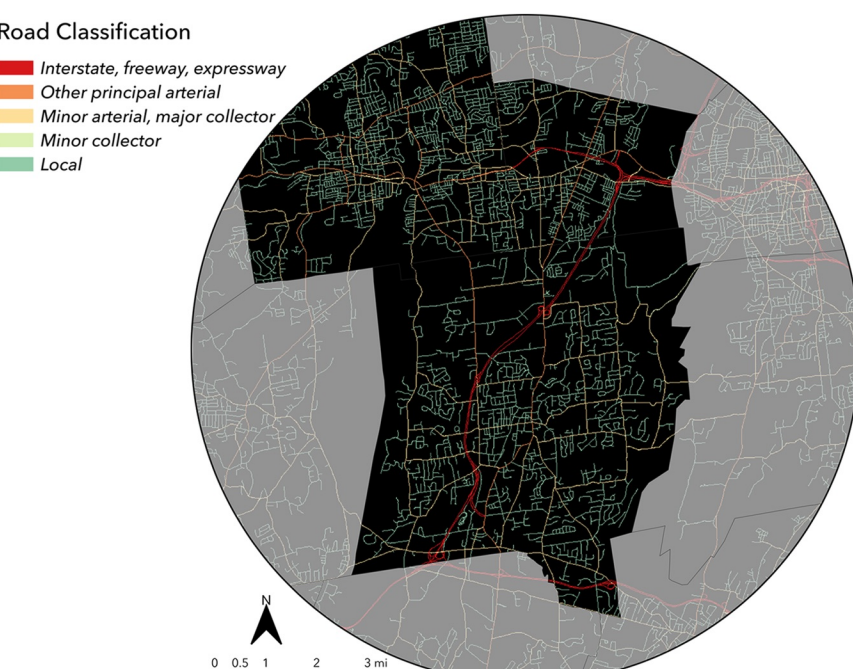 Road Classification
Interstate, freeway, expressway
Other principal arterial
Minor arterial, major collector
Minor collector
Local
N
0 0.5 1 2 3 mi